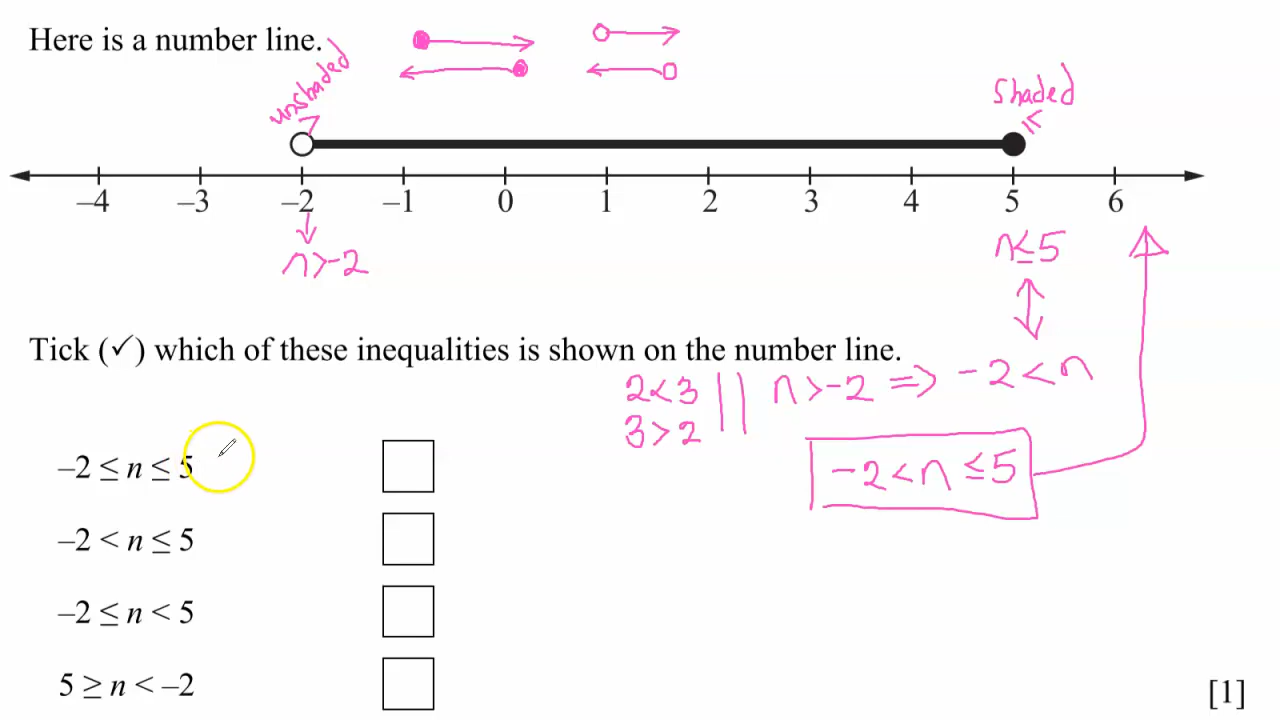 Here is a number line.
unshaded
shaded
–4 –3 –2 –1 0 1 2 3 4 5 6
n>-2
n≤5
Tick (✓) which of these inequalities is shown on the number line.
2<3 || n>-2 ⇒ -2<n
3>2
-2<n≤5
–2 ≤ n ≤ 5
–2 < n ≤ 5
–2 ≤ n < 5
5 ≥ n < –2
[1]